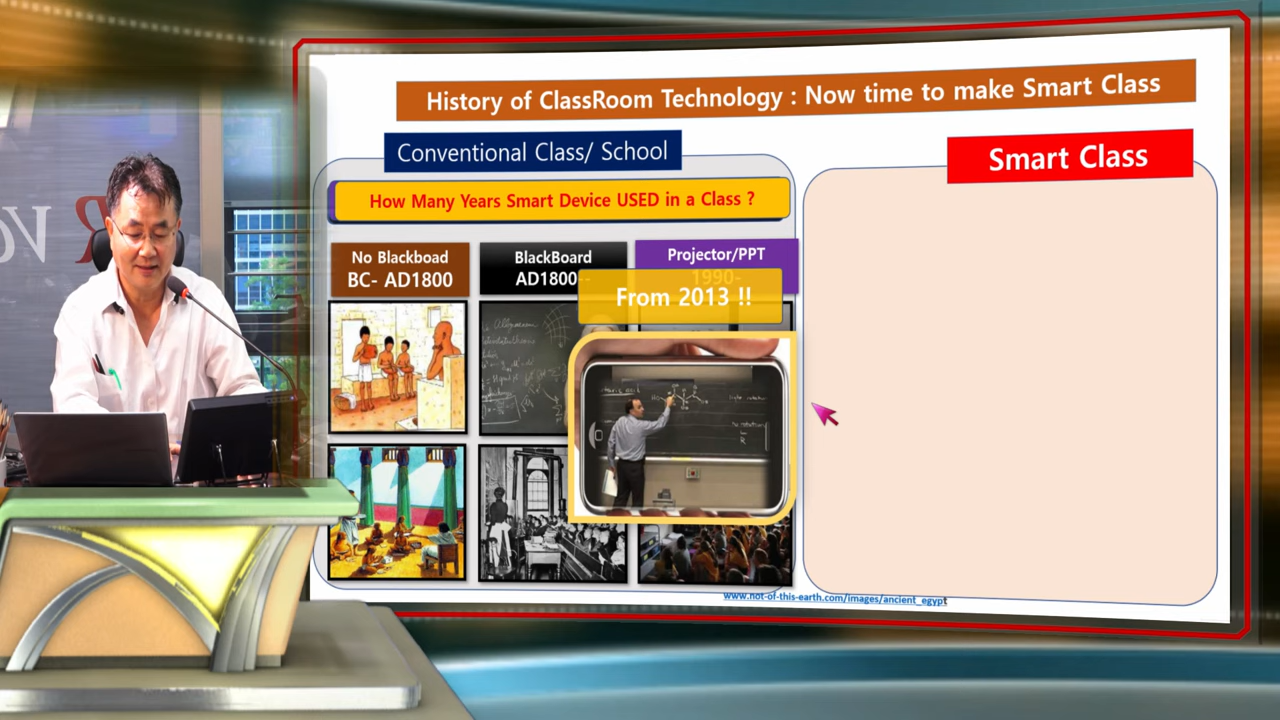 History of ClassRoom Technology : Now time to make Smart Class
Conventional Class/ School
Smart Class
How Many Years Smart Device USED in a Class ?
No Blackboad
BC- AD1800
BlackBoard
AD1800--
Projector/PPT
1990-
From 2013 !!
www.not-of-this-earth.com/images/ancient_egypt